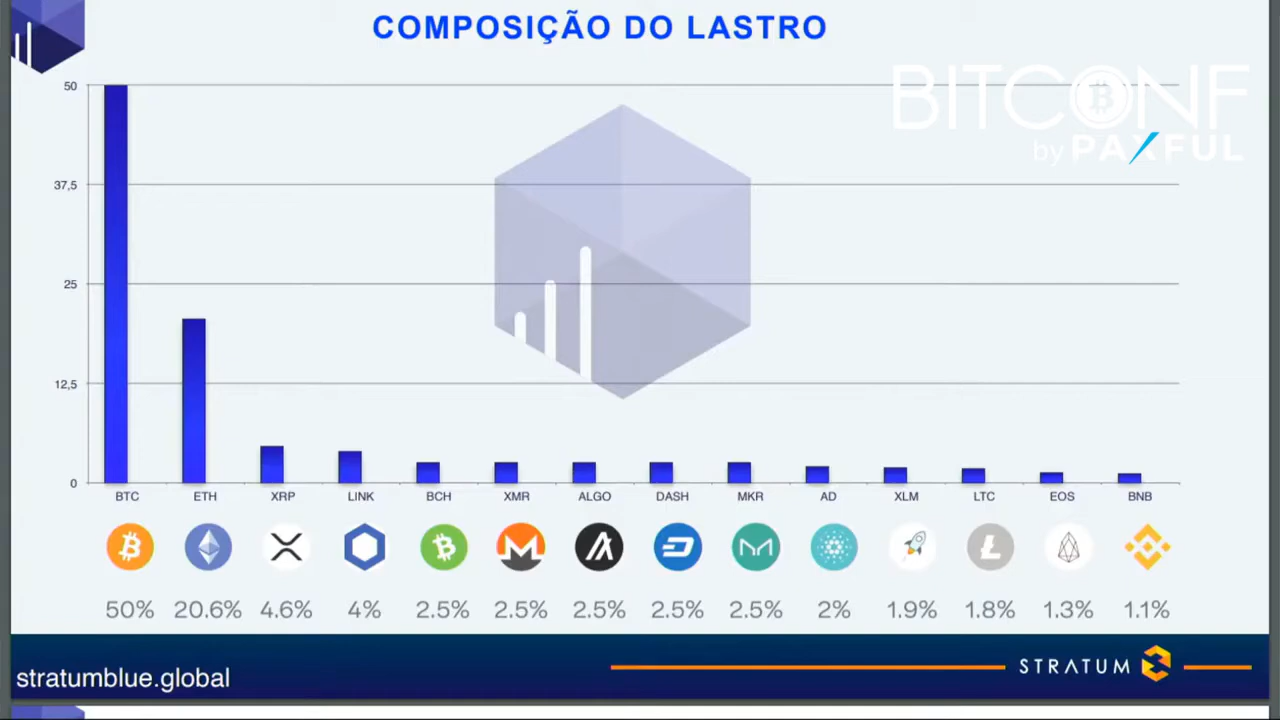 COMPOSIÇÃO DO LASTRO
BITCONF
by PAXFUL
50
37,5
25
12,5
0
BTC ETH XRP LINK BCH XMR ALGO DASH MKR AD XLM LTC EOS BNB
50% 20.6% 4.6% 4% 2.5% 2.5% 2.5% 2.5% 2.5% 2% 1.9% 1.8% 1.3% 1.1%
stratumblue.global
STRATUM